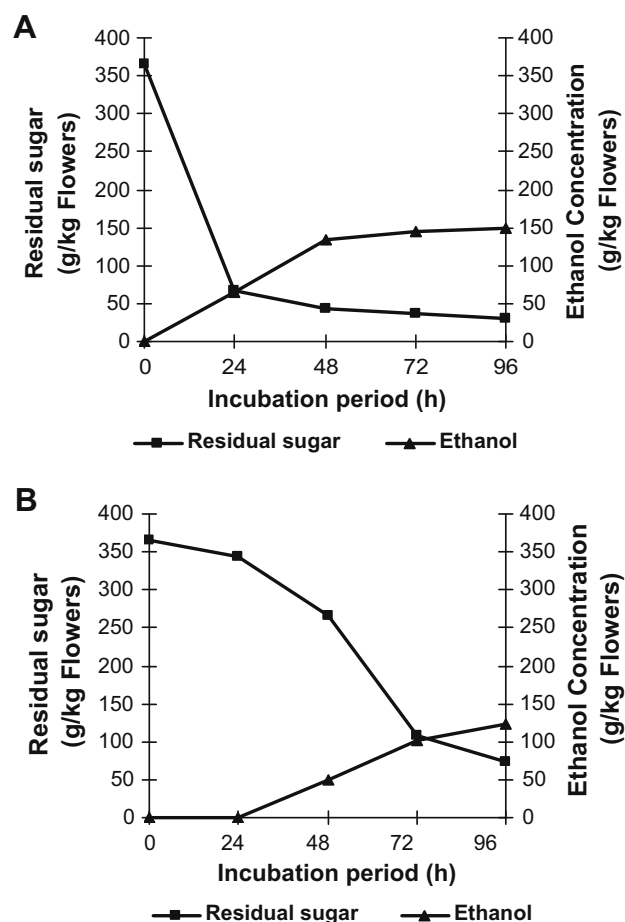 A
Residual sugar
(g/kg Flowers)
400
350
300
250
200
150
100
50
0
400
350
300
250
200
150
100
50
0
Ethanol Concentration
(g/kg Flowers)
0 24 48 72 96
Incubation period (h)
Residual sugar Ethanol
B
Residual sugar
(g/kg Flowers)
400
350
300
250
200
150
100
50
0
400
350
300
250
200
150
100
50
0
Ethanol Concentration
(g/kg Flowers)
0 24 48 72 96
Incubation period (h)
Residual sugar Ethanol